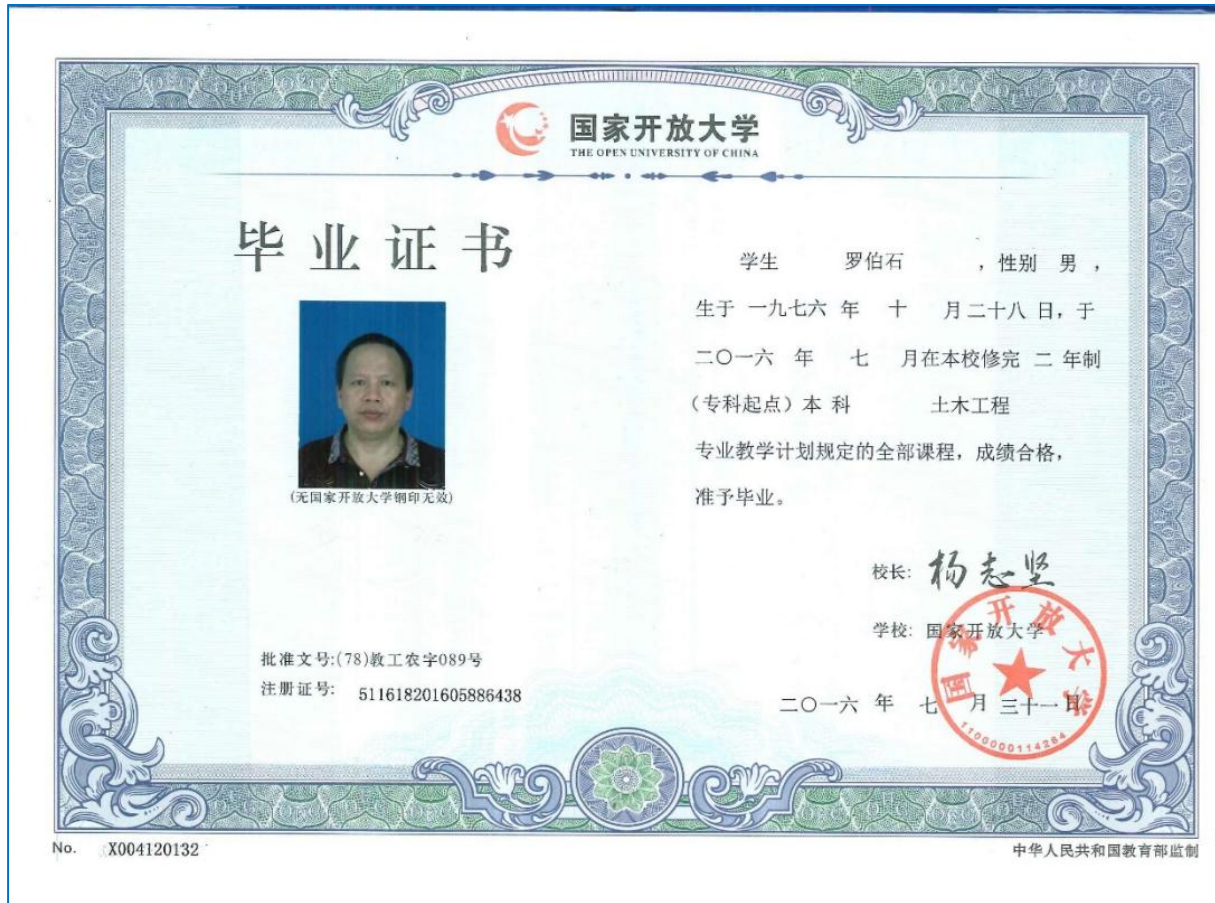 国家开放大学
THE OPEN UNIVERSITY OF CHINA
毕业证书
(无国家开放大学钢印无效)
批准文号:(78)教工农字089号
注册证号: 511618201605886438
学生 罗伯石 ，性别 男 ，
生于 一九七六 年 十 月二十八 日，于
二〇一六 年 七 月在本校修完 二 年制
（专科起点）本 科 土木工程
专业教学计划规定的全部课程，成绩合格，
准予毕业。
校长: 杨志坚
学校: 国家开放大学
二〇一六 年 七 月 三十一日
国家开放大学
1100000114284
No. X004120132
中华人民共和国教育部监制